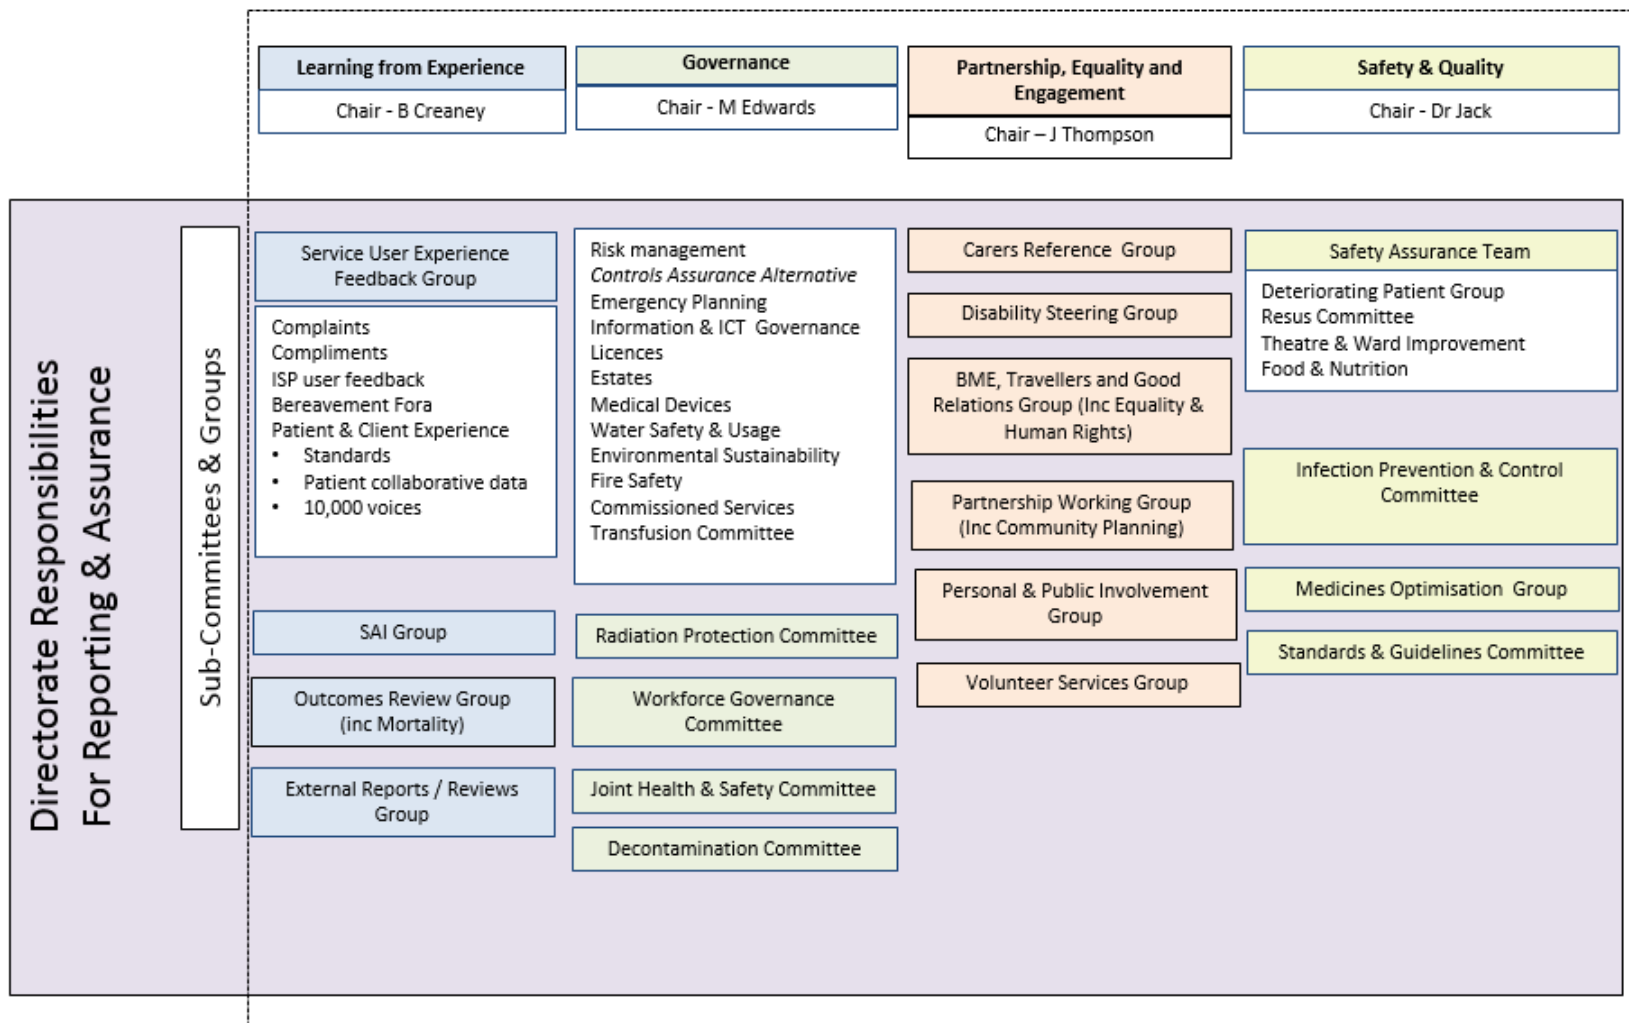 Learning from Experience
Chair - B Creaney
Governance
Chair - M Edwards
Partnership, Equality and
Engagement
Chair – J Thompson
Safety & Quality
Chair - Dr Jack
Directorate Responsibilities
For Reporting & Assurance
Sub-Committees & Groups
Service User Experience
Feedback Group
Complaints
Compliments
ISP user feedback
Bereavement Fora
Patient & Client Experience
• Standards
• Patient collaborative data
• 10,000 voices
SAI Group
Outcomes Review Group
(inc Mortality)
External Reports / Reviews
Group
Risk management
Controls Assurance Alternative
Emergency Planning
Information & ICT Governance
Licences
Estates
Medical Devices
Water Safety & Usage
Environmental Sustainability
Fire Safety
Commissioned Services
Transfusion Committee
Radiation Protection Committee
Workforce Governance
Committee
Joint Health & Safety Committee
Decontamination Committee
Carers Reference Group
Disability Steering Group
BME, Travellers and Good
Relations Group (Inc Equality &
Human Rights)
Partnership Working Group
(Inc Community Planning)
Personal & Public Involvement
Group
Volunteer Services Group
Safety Assurance Team
Deteriorating Patient Group
Resus Committee
Theatre & Ward Improvement
Food & Nutrition
Infection Prevention & Control
Committee
Medicines Optimisation Group
Standards & Guidelines Committee